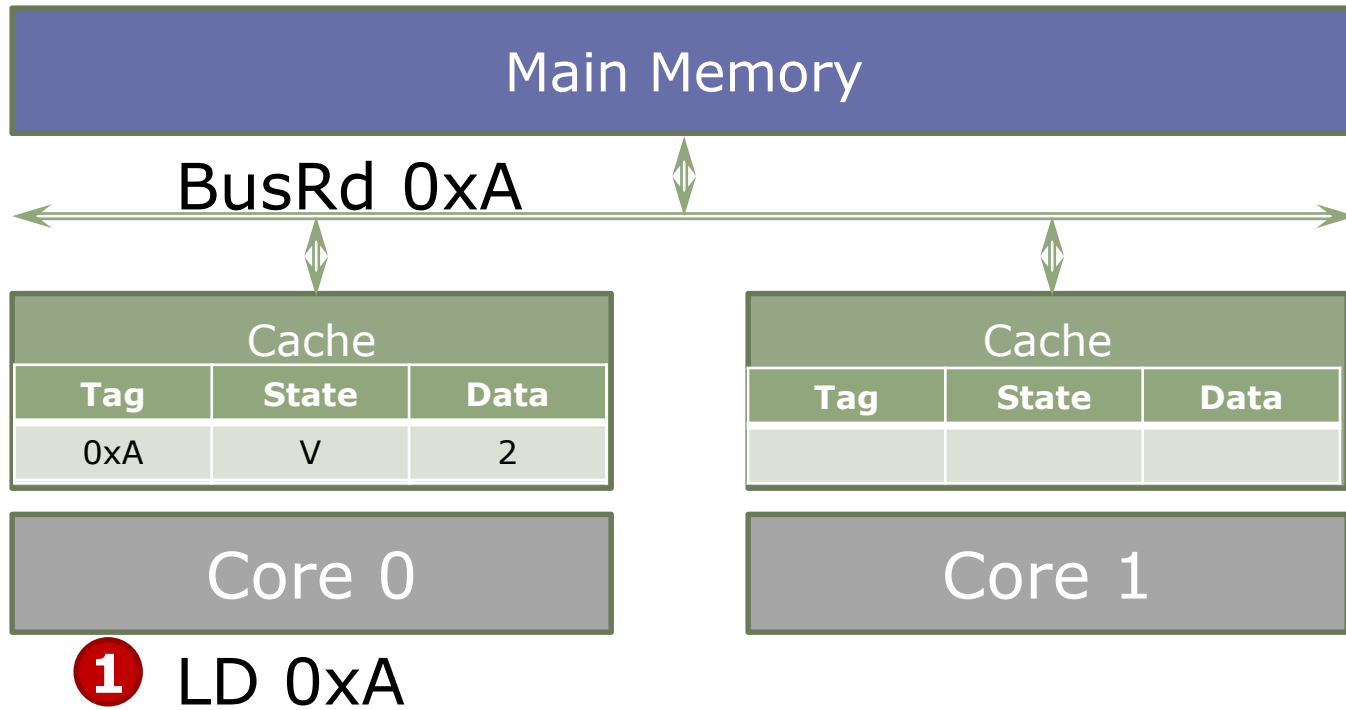 Main Memory
BusRd 0xA
Cache
Tag State Data
0xA V 2
Cache
Tag State Data
Core 0
Core 1
1 LD 0xA